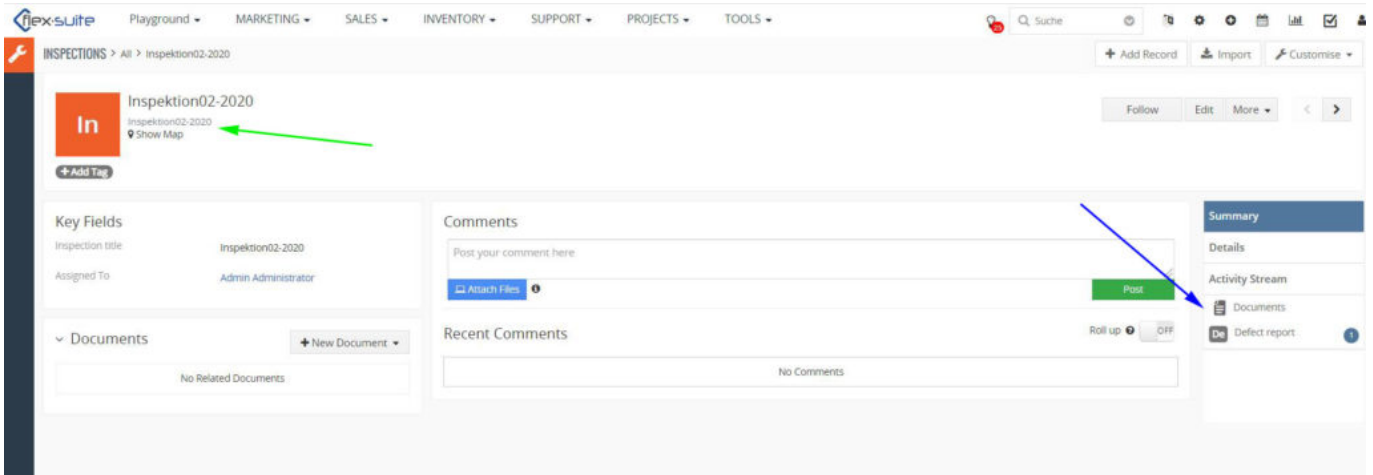 flex-suite Playground MARKETING SALES INVENTORY SUPPORT PROJECTS TOOLS Suche
INSPECTIONS > All > Inspektion02-2020 + Add Record Import Customise
In
Inspektion02-2020
Inspektion02-2020
Show Map
Follow Edit More
+ Add Tag
Key Fields
Inspection title Inspektion02-2020
Assigned To Admin Administrator
Documents + New Document
No Related Documents
Comments
Post your comment here
Attach Files Post
Recent Comments Roll up OFF
No Comments
Summary
Details
Activity Stream
Documents
De Defect report 1